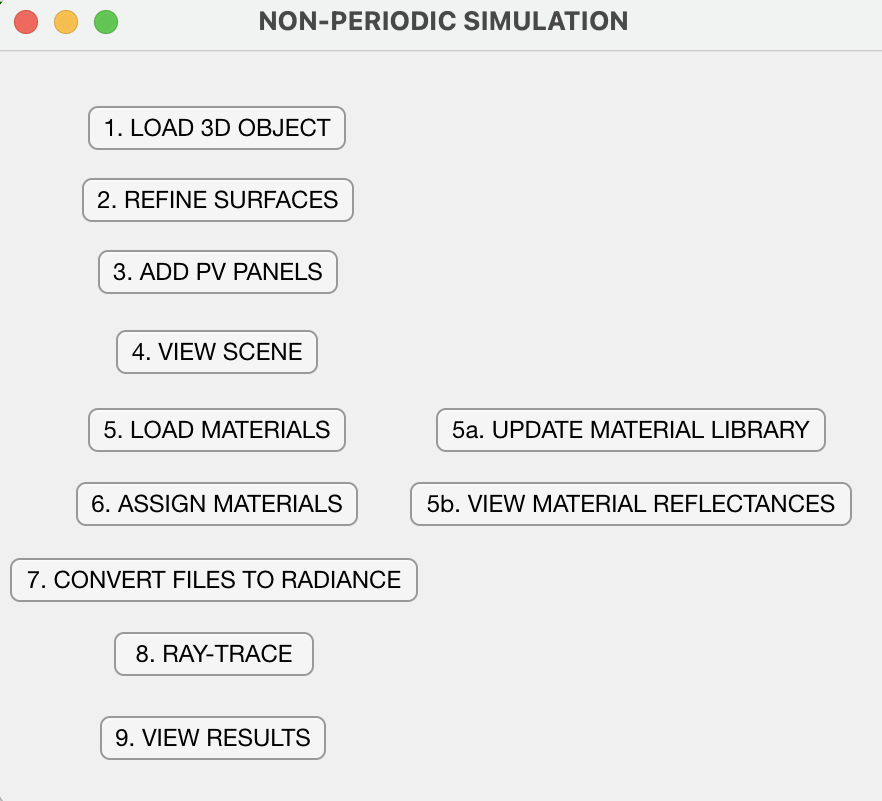 NON-PERIODIC SIMULATION
1. LOAD 3D OBJECT
2. REFINE SURFACES
3. ADD PV PANELS
4. VIEW SCENE
5. LOAD MATERIALS
5a. UPDATE MATERIAL LIBRARY
6. ASSIGN MATERIALS
5b. VIEW MATERIAL REFLECTANCES
7. CONVERT FILES TO RADIANCE
8. RAY-TRACE
9. VIEW RESULTS